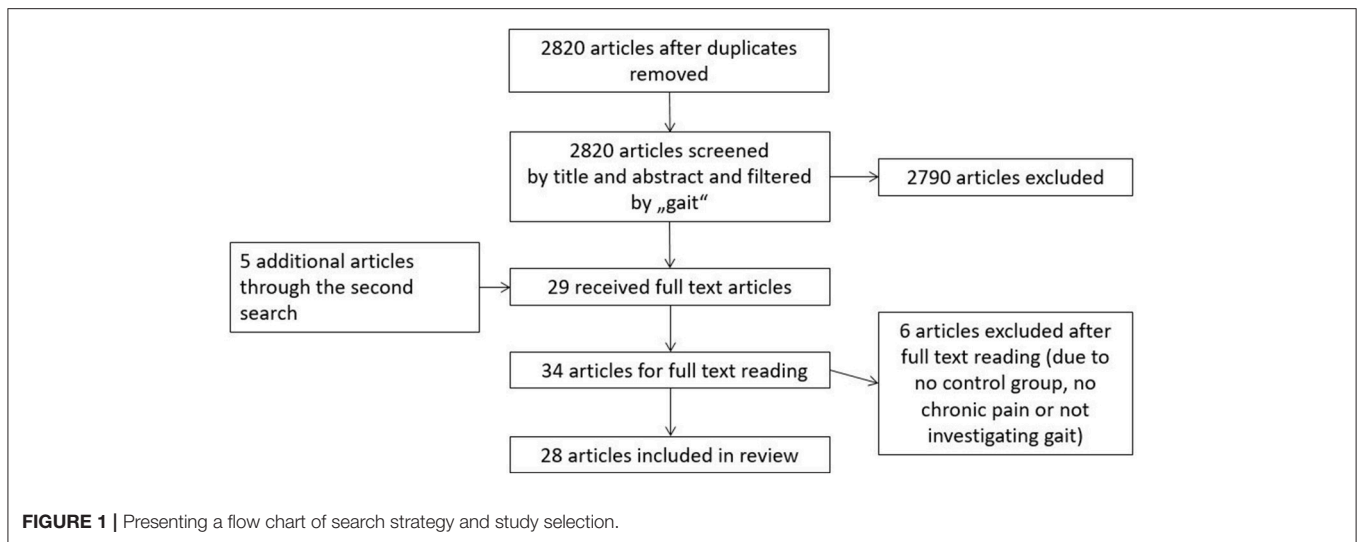 2820 articles after duplicates
removed
2820 articles screened
by title and abstract and filtered
by „gait“
2790 articles excluded
5 additional articles
through the second
search
29 received full text articles
34 articles for full text reading
6 articles excluded after
full text reading (due to
no control group, no
chronic pain or not
investigating gait)
28 articles included in review
FIGURE 1 | Presenting a flow chart of search strategy and study selection.